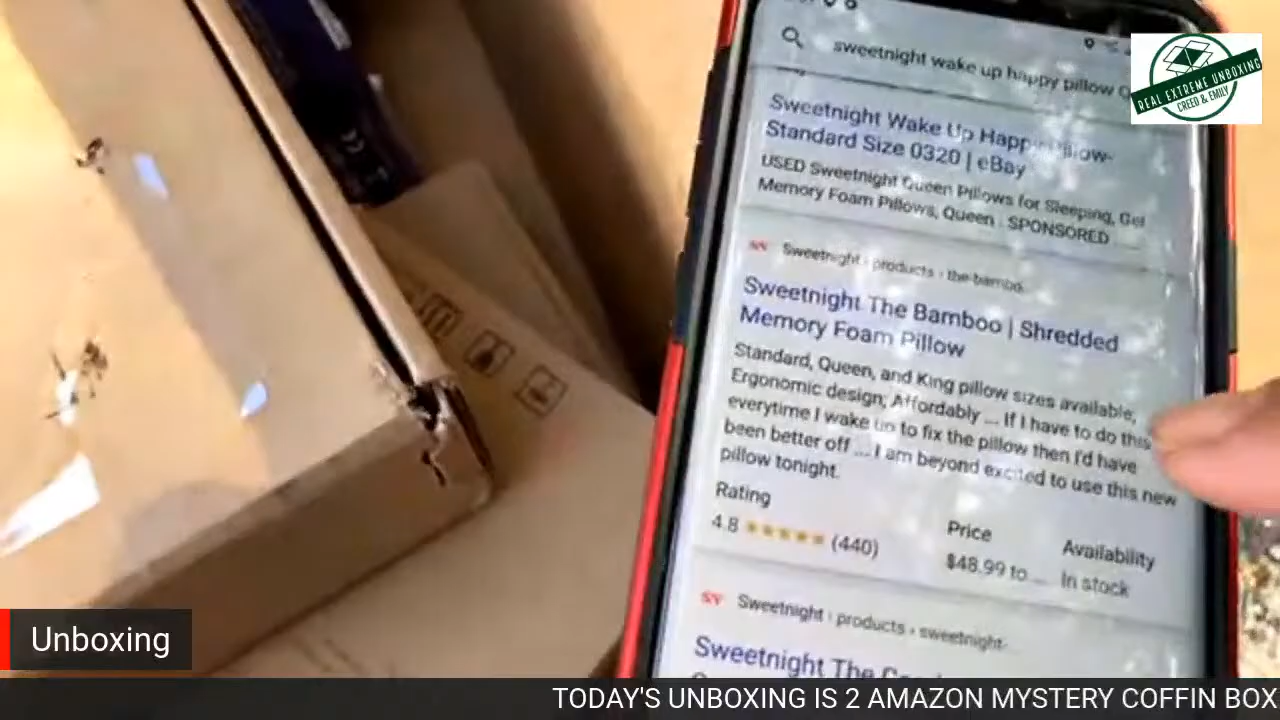 sweetnight wake up happy pillow
Sweetnight Wake Up Happy Pillow-
Standard Size 0320 | eBay
USED Sweetnight Queen Pillows for Sleeping, Gel
Memory Foam Pillows, Queen . SPONSORED
Sweetnight › products › the-bamboo...
Sweetnight The Bamboo | Shredded
Memory Foam Pillow
Standard, Queen, and King pillow sizes available,
Ergonomic design; Affordably ... If I have to do this
everytime I wake up to fix the pillow then I'd have
been better off ... I am beyond excited to use this new
pillow tonight.
Rating
4.8 ★★★★★ (440)
Price
$48.99 to ...
Availability
In stock
Sweetnight › products › sweetnight-
Sweetnight The
REAL EXTREME UNBOXING
CREED & EMILY
Unboxing
TODAY'S UNBOXING IS 2 AMAZON MYSTERY COFFIN BOX